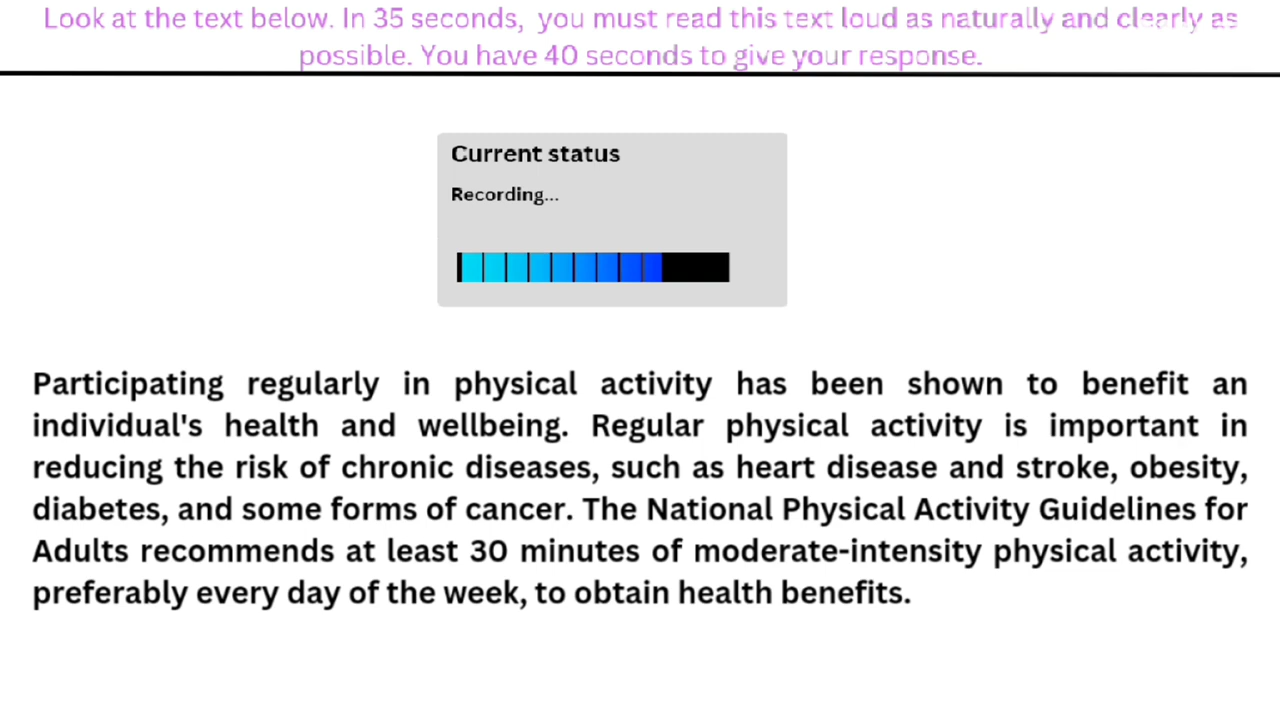 Look at the text below. In 35 seconds, you must read this text loud as naturally and clearly as
possible. You have 40 seconds to give your response.
Current status
Recording...
Participating regularly in physical activity has been shown to benefit an
individual's health and wellbeing. Regular physical activity is important in
reducing the risk of chronic diseases, such as heart disease and stroke, obesity,
diabetes, and some forms of cancer. The National Physical Activity Guidelines for
Adults recommends at least 30 minutes of moderate-intensity physical activity,
preferably every day of the week, to obtain health benefits.